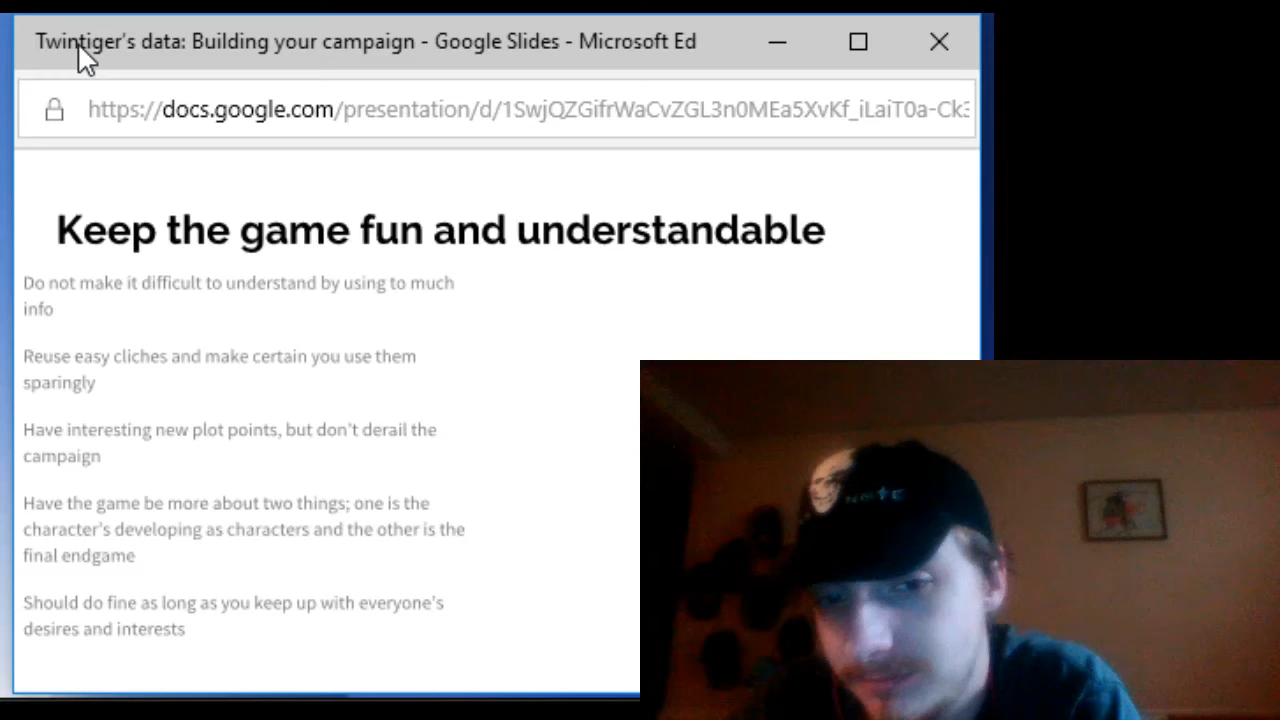 Twintiger's data: Building your campaign - Google Slides - Microsoft Ed
https://docs.google.com/presentation/d/1SwjQZGifrWaCvZGL3n0MEa5XvKf_iLaiT0a-Ck
Keep the game fun and understandable
Do not make it difficult to understand by using to much
info
Reuse easy cliches and make certain you use them
sparingly
Have interesting new plot points, but don't derail the
campaign
Have the game be more about two things; one is the
character's developing as characters and the other is the
final endgame
Should do fine as long as you keep up with everyone's
desires and interests